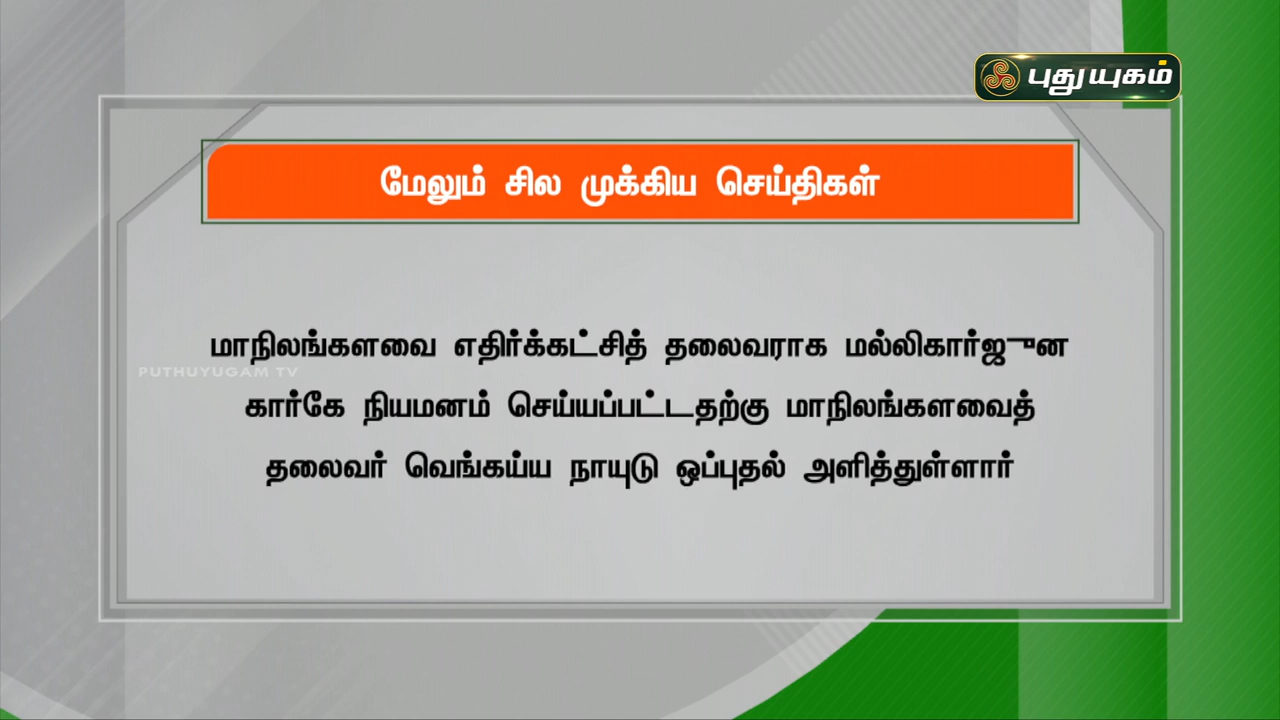 புதுயுகம்
மேலும் சில முக்கிய செய்திகள்
மாநிலங்களவை எதிர்க்கட்சித் தலைவராக மல்லிகார்ஜுன
PUTHUYUGAM TV
கார்கே நியமனம் செய்யப்பட்டதற்கு மாநிலங்களவைத்
தலைவர் வெங்கய்ய நாயுடு ஒப்புதல் அளித்துள்ளார்